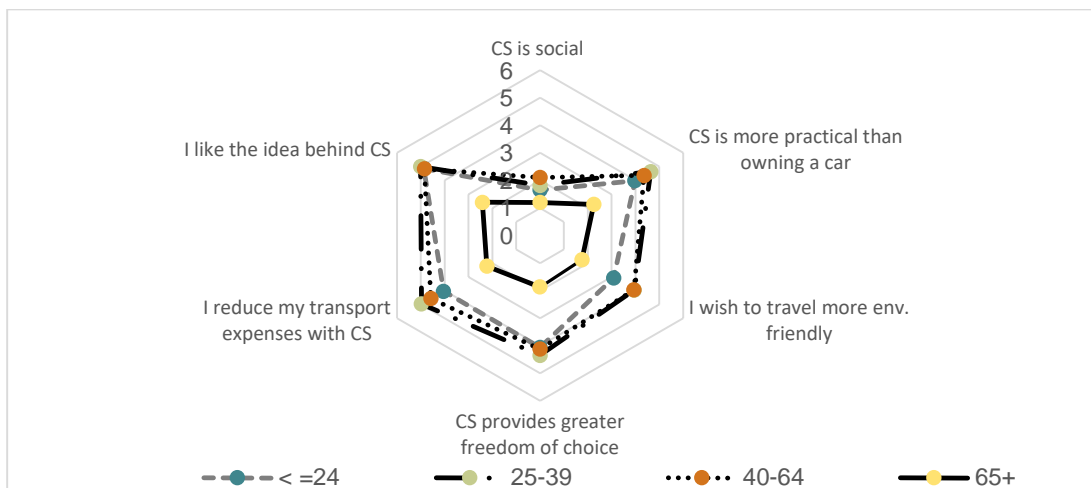 CS is social
6
5
4
3
2
1
0
CS is more practical than
owning a car
I like the idea behind CS
I reduce my transport
expenses with CS
I wish to travel more env.
friendly
CS provides greater
freedom of choice
< =24
25-39
40-64
65+